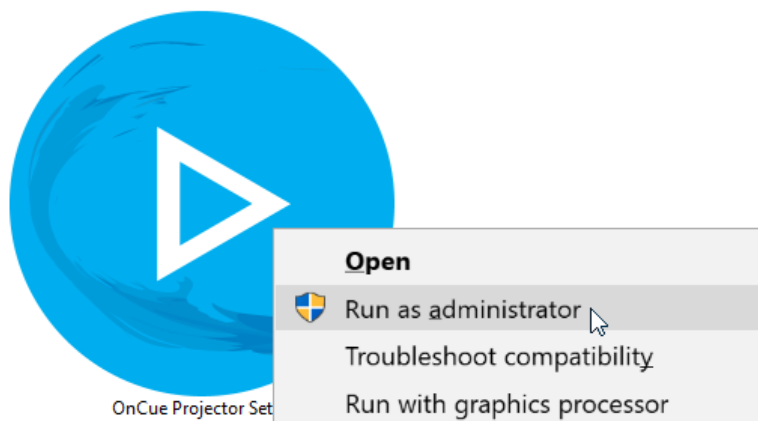 Open
Run as administrator
Troubleshoot compatibility
OnCue Projector Set
Run with graphics processor